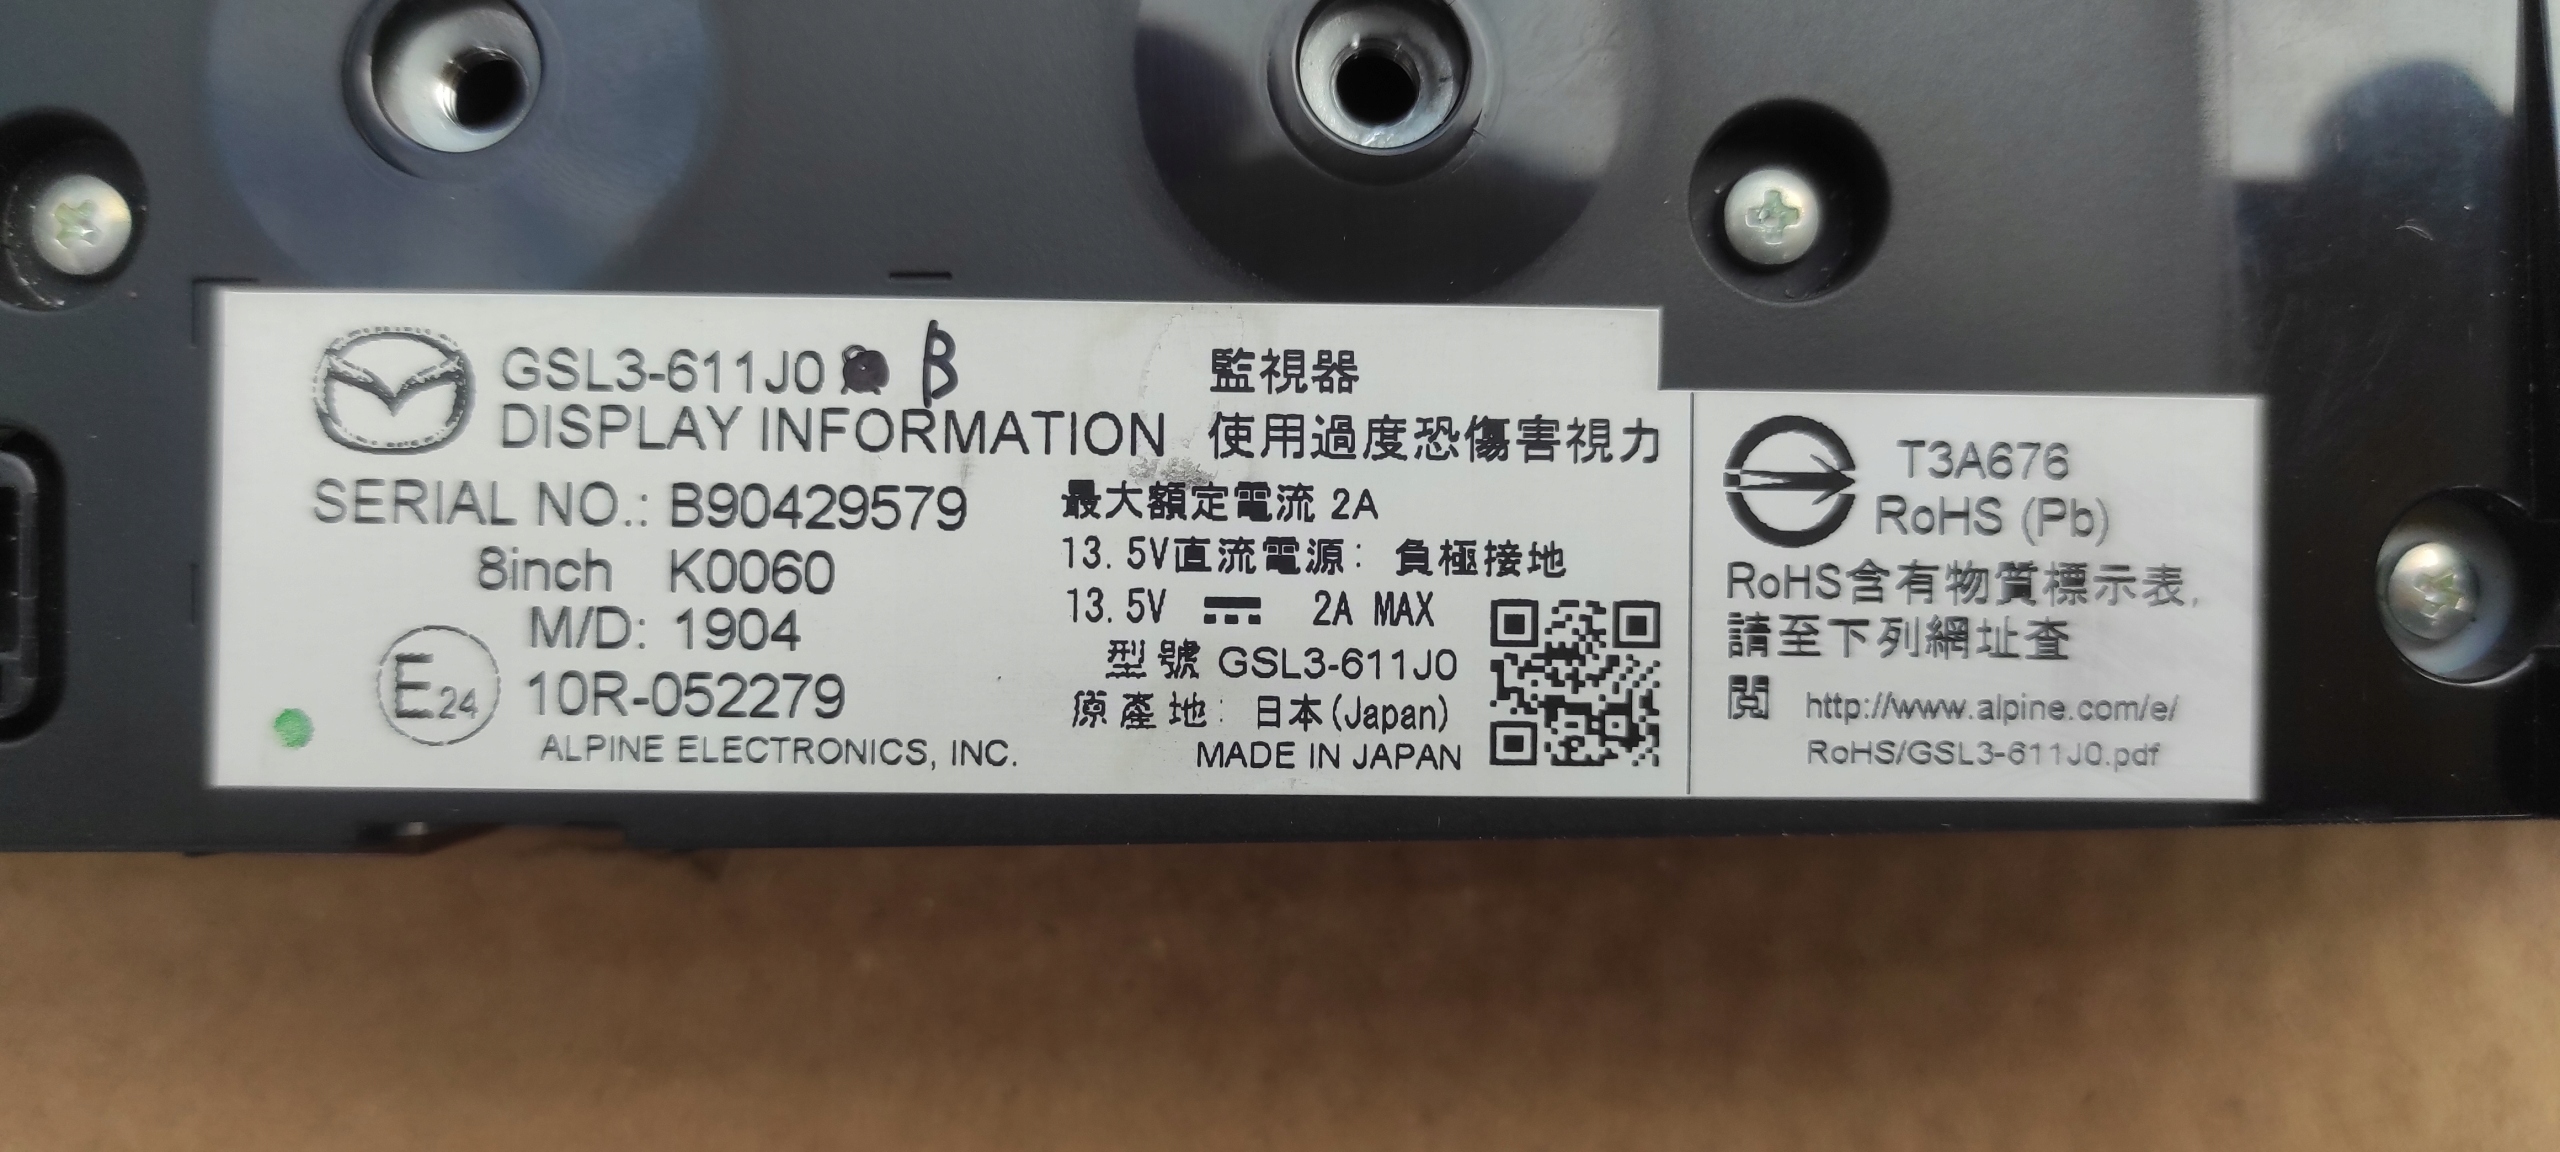 GSL3-611J0 B
DISPLAY INFORMATION
SERIAL NO.: B90429579
8inch K0060
M/D: 1904
E24 10R-052279
ALPINE ELECTRONICS, INC.
監視器
使用過度恐傷害視力
最大額定電流 2A
13.5V直流電源: 負極接地
13.5V ⎓ 2A MAX
型號 GSL3-611J0
原產地: 日本(Japan)
MADE IN JAPAN
T3A676
RoHS (Pb)
RoHS含有物質標示表,
請至下列網址查
閱 http://www.alpine.com/e/
RoHS/GSL3-611J0.pdf